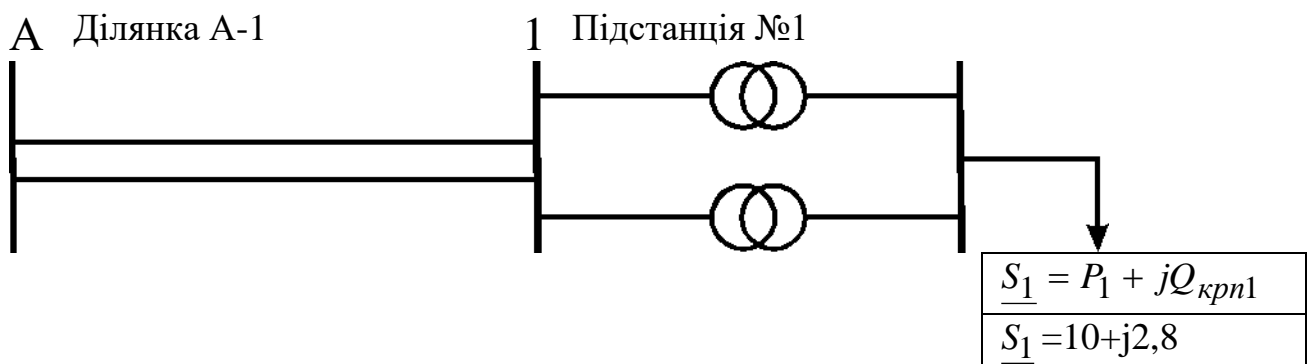 А Ділянка А-1 1 Підстанція №1
S1 = P1 + jQкрп1
S1 =10+j2,8